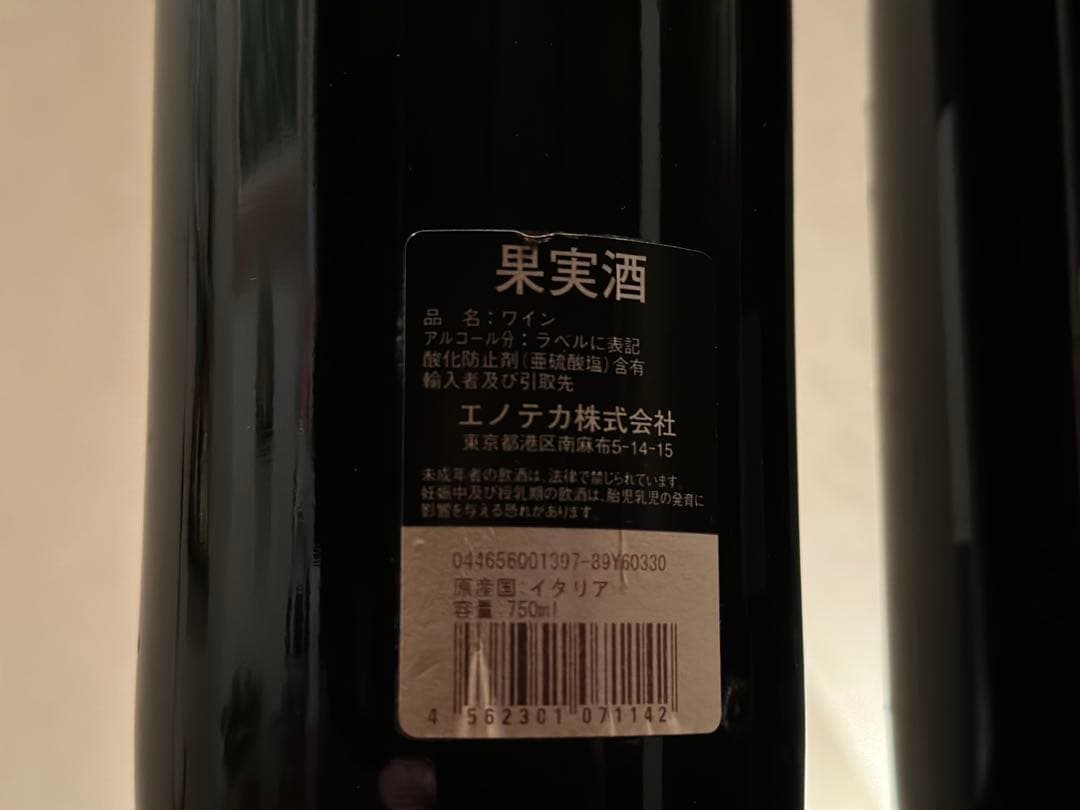 果実酒
品 名：ワイン
アルコール分：ラベルに表記
酸化防止剤(亜硫酸塩)含有
輸入者及び引取先
エノテカ株式会社
東京都港区南麻布5-14-15
未成年者の飲酒は、法律で禁じられています。
妊娠中及び授乳期の飲酒は、胎児乳児の発育に
影響を与える恐れがあります。
044656001397-89Y60330
原産国:イタリア
容量:750ml
4 562301 071142